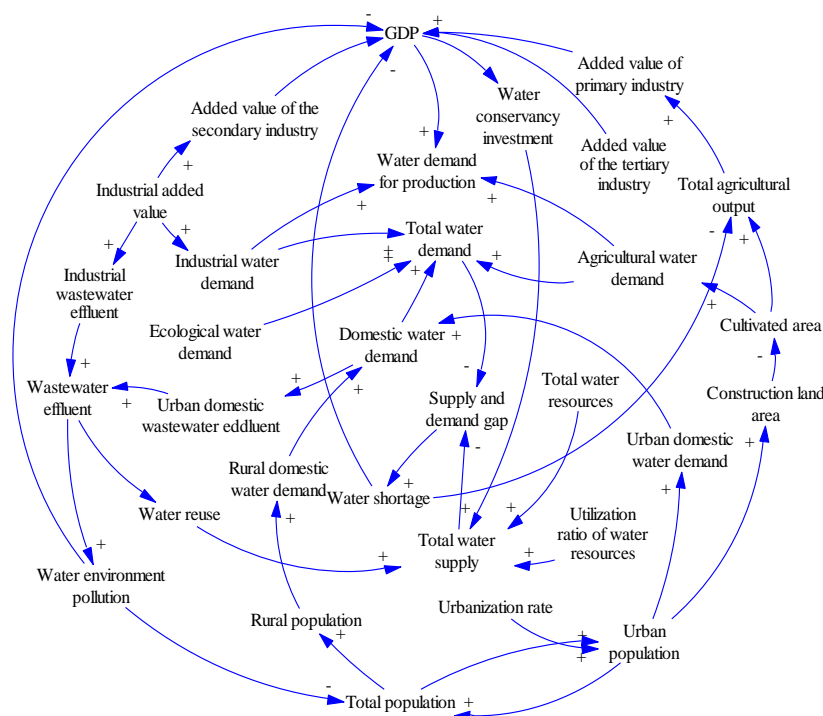 GDP
Added value of
primary industry
Water
conservancy
investment
Added value of the
secondary industry
Added value
of the tertiary
industry
Water demand
for production
Industrial added
value
Total agricultural
output
Total water
demand
Industrial water
demand
Agricultural water
demand
Industrial
wastewater
effluent
Ecological water
demand
Domestic water
demand
Cultivated area
Wastewater
effluent
Urban domestic
wastewater eddluent
Supply and
demand gap
Total water
resources
Construction land
area
Rural domestic
water demand
Urban domestic
water demand
Water shortage
Water reuse
Total water
supply
Utilization
ratio of water
resources
Water environment
pollution
Rural population
Urbanization rate
Urban
population
Total population